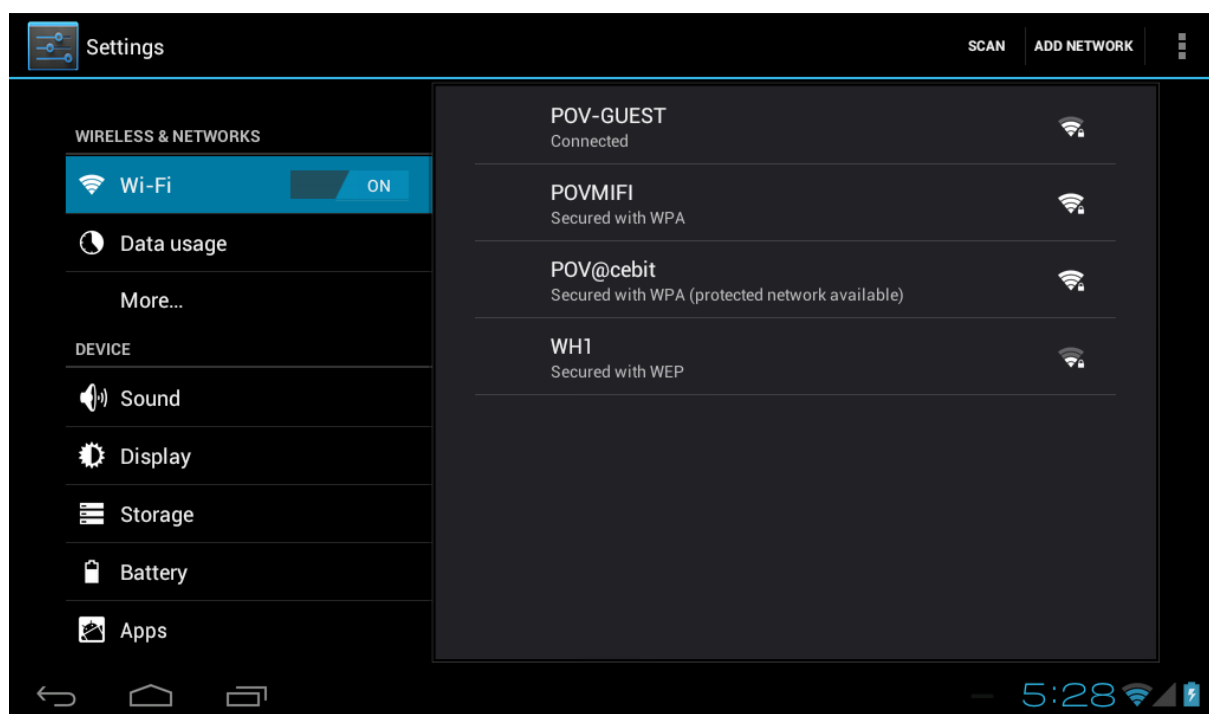 Settings
SCAN
ADD NETWORK
WIRELESS & NETWORKS
Wi-Fi
ON
Data usage
More...
DEVICE
Sound
Display
Storage
Battery
Apps
POV-GUEST
Connected
POVMIFI
Secured with WPA
POV@cebit
Secured with WPA (protected network available)
WH1
Secured with WEP
5:28